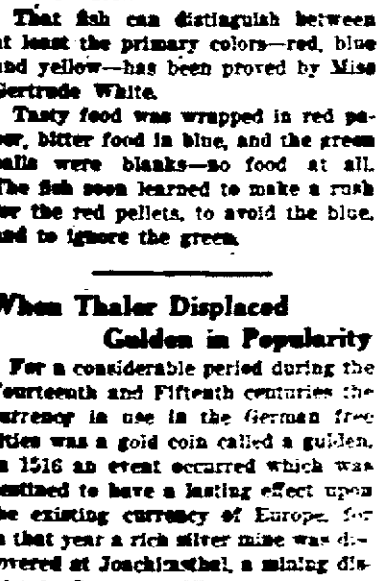 That fish can distinguish between
at least the primary colors—red, blue
and yellow—has been proved by Miss
Gertrude White.
Tasty food was wrapped in red pa-
per, bitter food in blue, and the green
balls were blanks—no food at all.
The fish soon learned to make a rush
for the red pellets, to avoid the blue,
and to ignore the green.
When Thaler Displaced
Gulden in Popularity
For a considerable period during the
Fourteenth and Fifteenth centuries the
currency in use in the German free
cities was a gold coin called a gulden.
In 1516 an event occurred which was
destined to have a lasting effect upon
the existing currency of Europe, for
in that year a rich silver mine was dis-
covered at Joachimsthal, a mining dis-